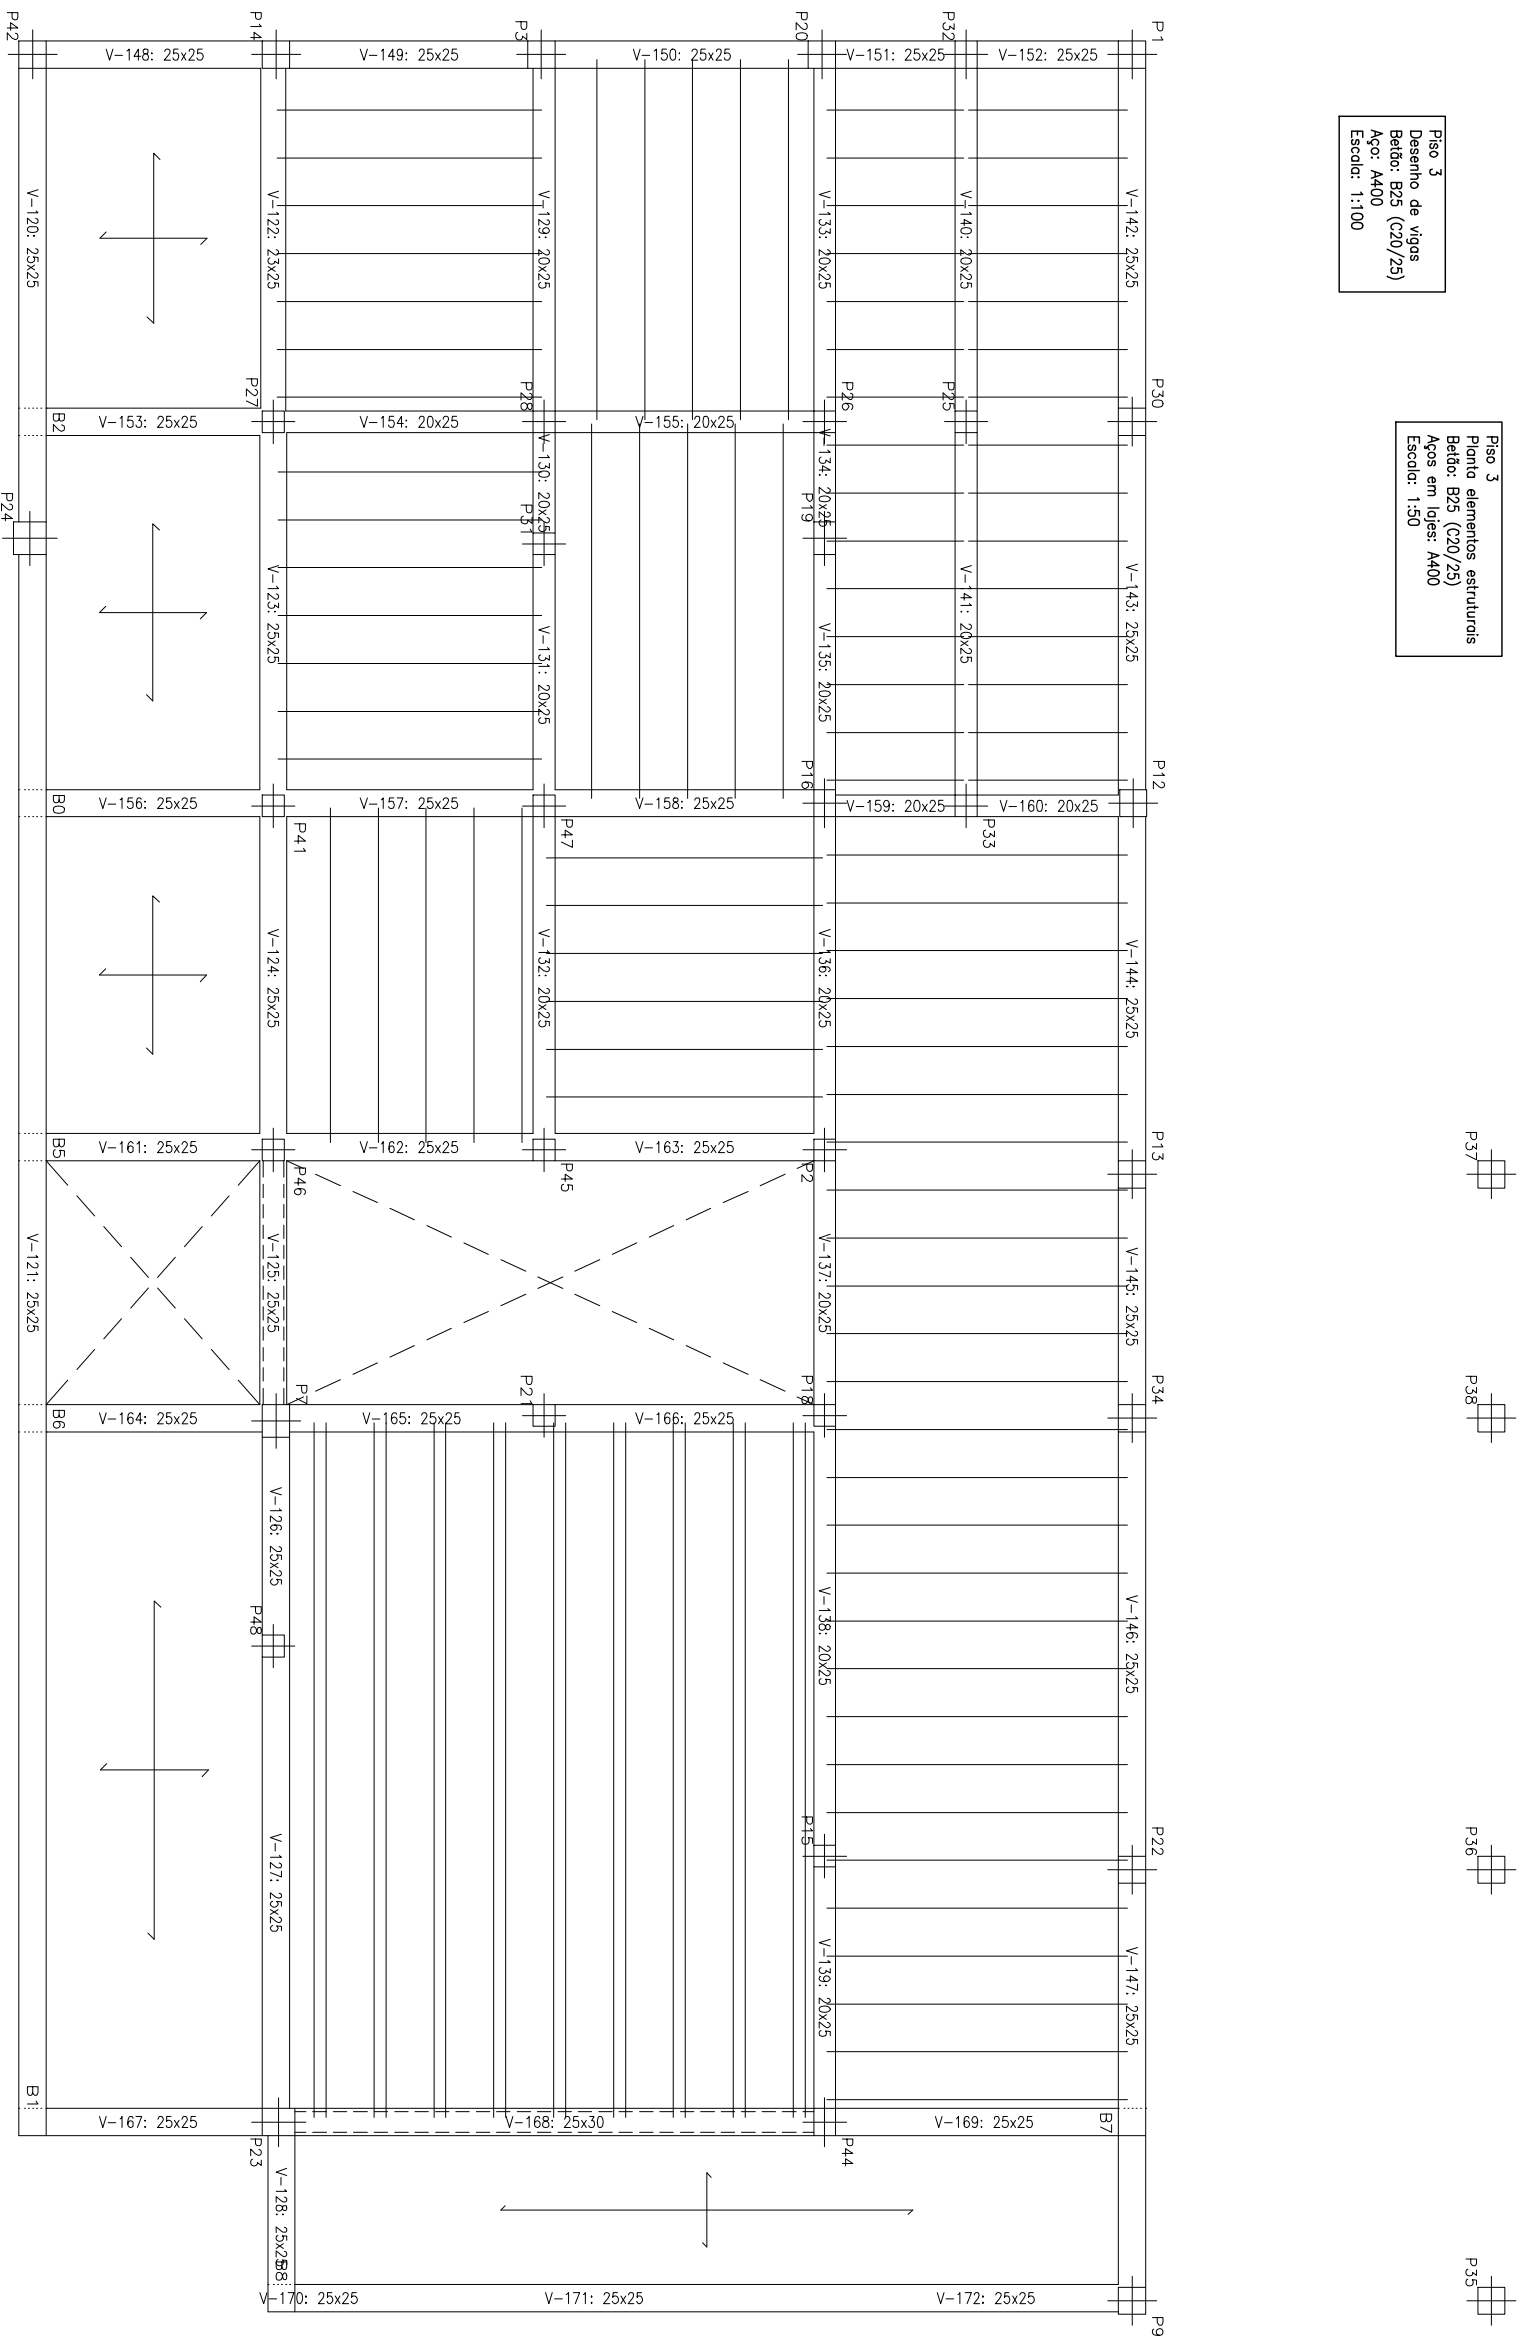 Piso 3
Desenho de vigas
Betão: B25 (C20/25)
Aço: A400
Escala: 1:100
Piso 3
Planta elementos estruturais
Betão: B25 (C20/25)
Aços em lajes: A400
Escala: 1:50
P42
P14
P3
P20
P32
P1
V-148: 25x25
V-149: 25x25
V-150: 25x25
V-151: 25x25
V-152: 25x25
V-120: 25x25
V-122: 23x25
V-129: 20x25
V-133: 20x25
V-140: 20x25
V-142: 25x25
P27
P28
P26
P25
P30
B2
V-153: 25x25
V-154: 20x25
V-155: 20x25
V-130: 20x25
V-134: 20x25
P24
P31
P19
V-123: 25x25
V-131: 20x25
V-135: 20x25
V-141: 20x25
V-143: 25x25
P16
P12
B0
V-156: 25x25
V-157: 25x25
V-158: 25x25
V-159: 20x25
V-160: 20x25
P41
P47
P33
V-124: 25x25
V-132: 20x25
V-136: 20x25
V-144: 25x25
P13
P37
B5
V-161: 25x25
V-162: 25x25
V-163: 25x25
P46
P45
P2
V-121: 25x25
V-125: 25x25
V-137: 20x25
V-145: 25x25
P7
P21
P18
P34
P38
B6
V-164: 25x25
V-165: 25x25
V-166: 25x25
V-126: 25x25
P48
V-138: 20x25
V-146: 25x25
P15
P22
P36
V-127: 25x25
V-139: 20x25
V-147: 25x25
B1
V-167: 25x25
V-168: 25x30
V-169: 25x25
B7
P23
P44
V-128: 25x25
B8
V-170: 25x25
V-171: 25x25
V-172: 25x25
P35
P9